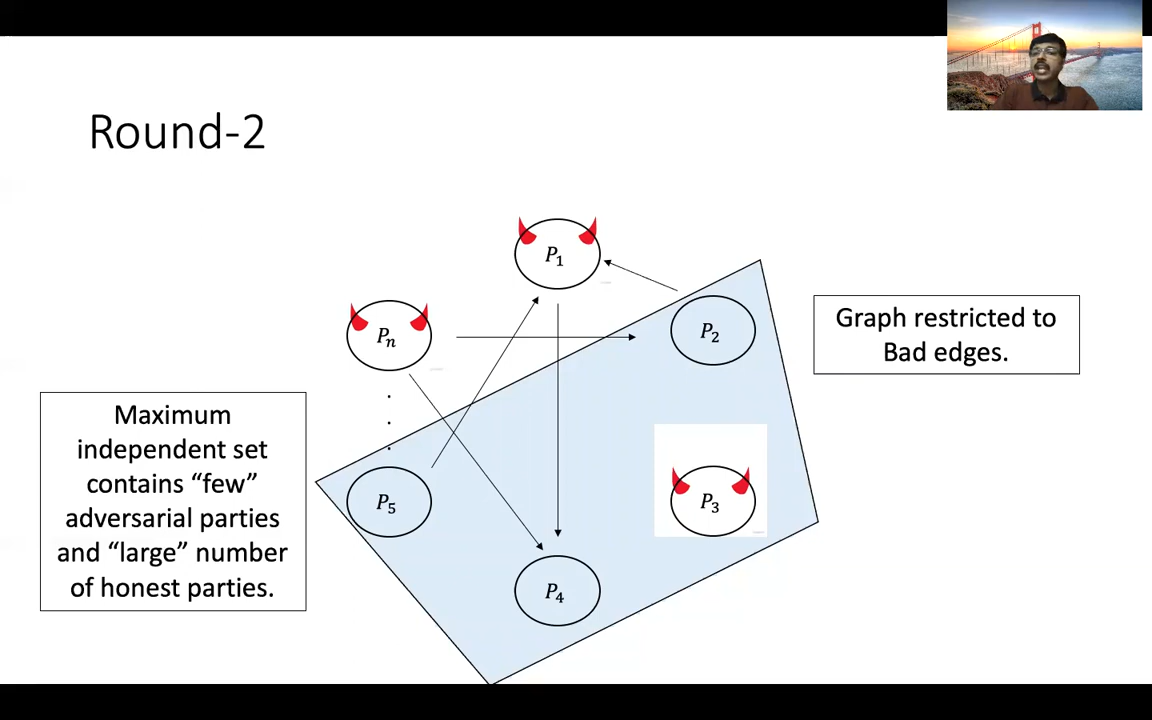 Round-2
P₁
Pₙ
P₂
Graph restricted to
Bad edges.
Maximum
independent set
contains “few”
adversarial parties
and “large” number
of honest parties.
P₅
P₃
P₄